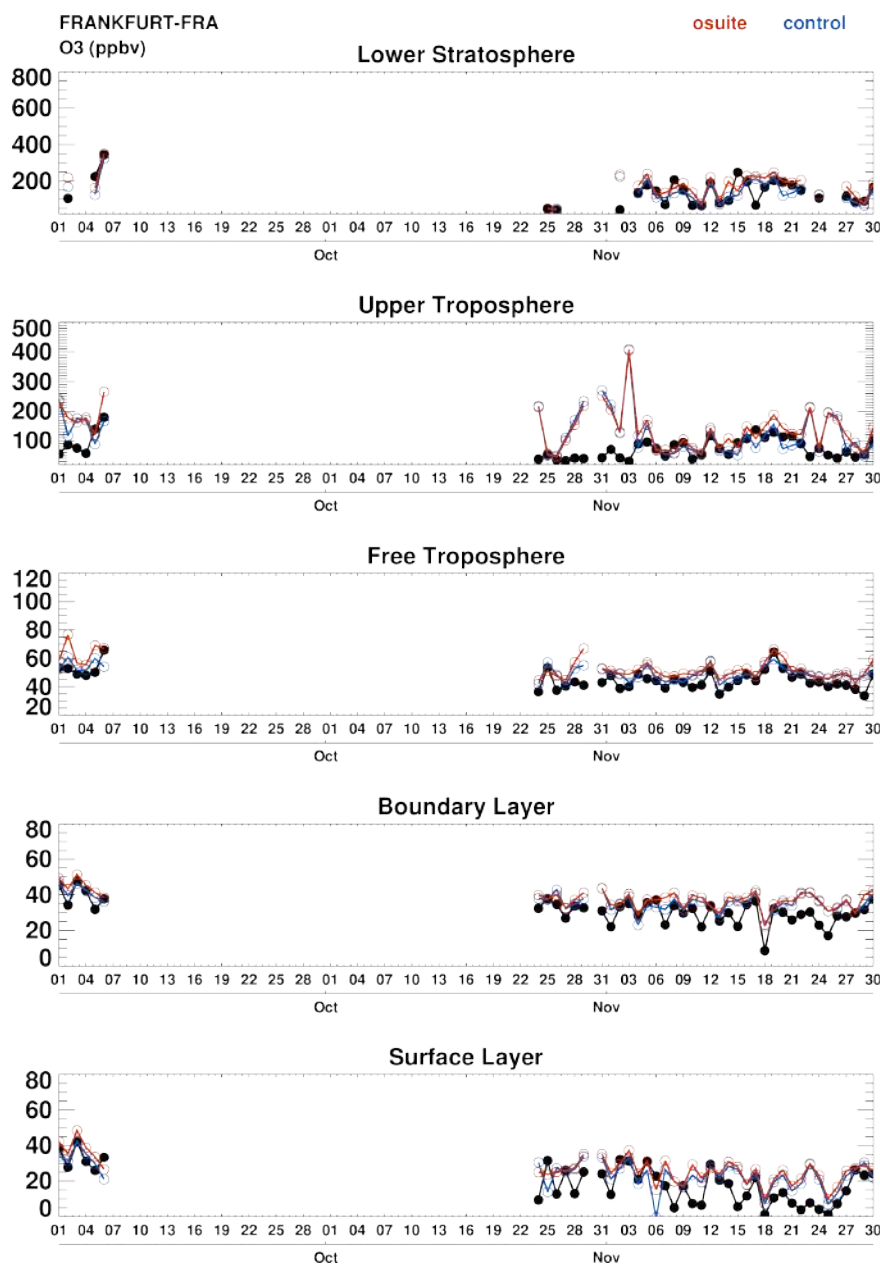 FRANKFURT-FRA osuite control
O3 (ppbv)
Lower Stratosphere
800
600
400
200
01 04 07 10 13 16 19 22 25 28 01 04 07 10 13 16 19 22 22 25 28 31 03 06 09 12 15 18 21 24 27 30
Oct Nov
Upper Troposphere
500
400
300
200
100
01 04 07 10 13 16 19 22 25 28 01 04 07 10 13 16 19 22 22 25 28 31 03 06 09 12 15 18 21 24 27 30
Oct Nov
Free Troposphere
120
100
80
60
40
20
01 04 07 10 13 16 19 22 25 28 01 04 07 10 13 16 19 22 22 25 28 31 03 06 09 12 15 18 21 24 27 30
Oct Nov
Boundary Layer
80
60
40
20
0
01 04 07 10 13 16 19 22 25 28 01 04 07 10 13 16 19 22 22 25 28 31 03 06 09 12 15 18 21 24 27 30
Oct Nov
Surface Layer
80
60
40
20
0
01 04 07 10 13 16 19 22 25 28 01 04 07 10 13 16 19 22 22 25 28 31 03 06 09 12 15 18 21 24 27 30
Oct Nov